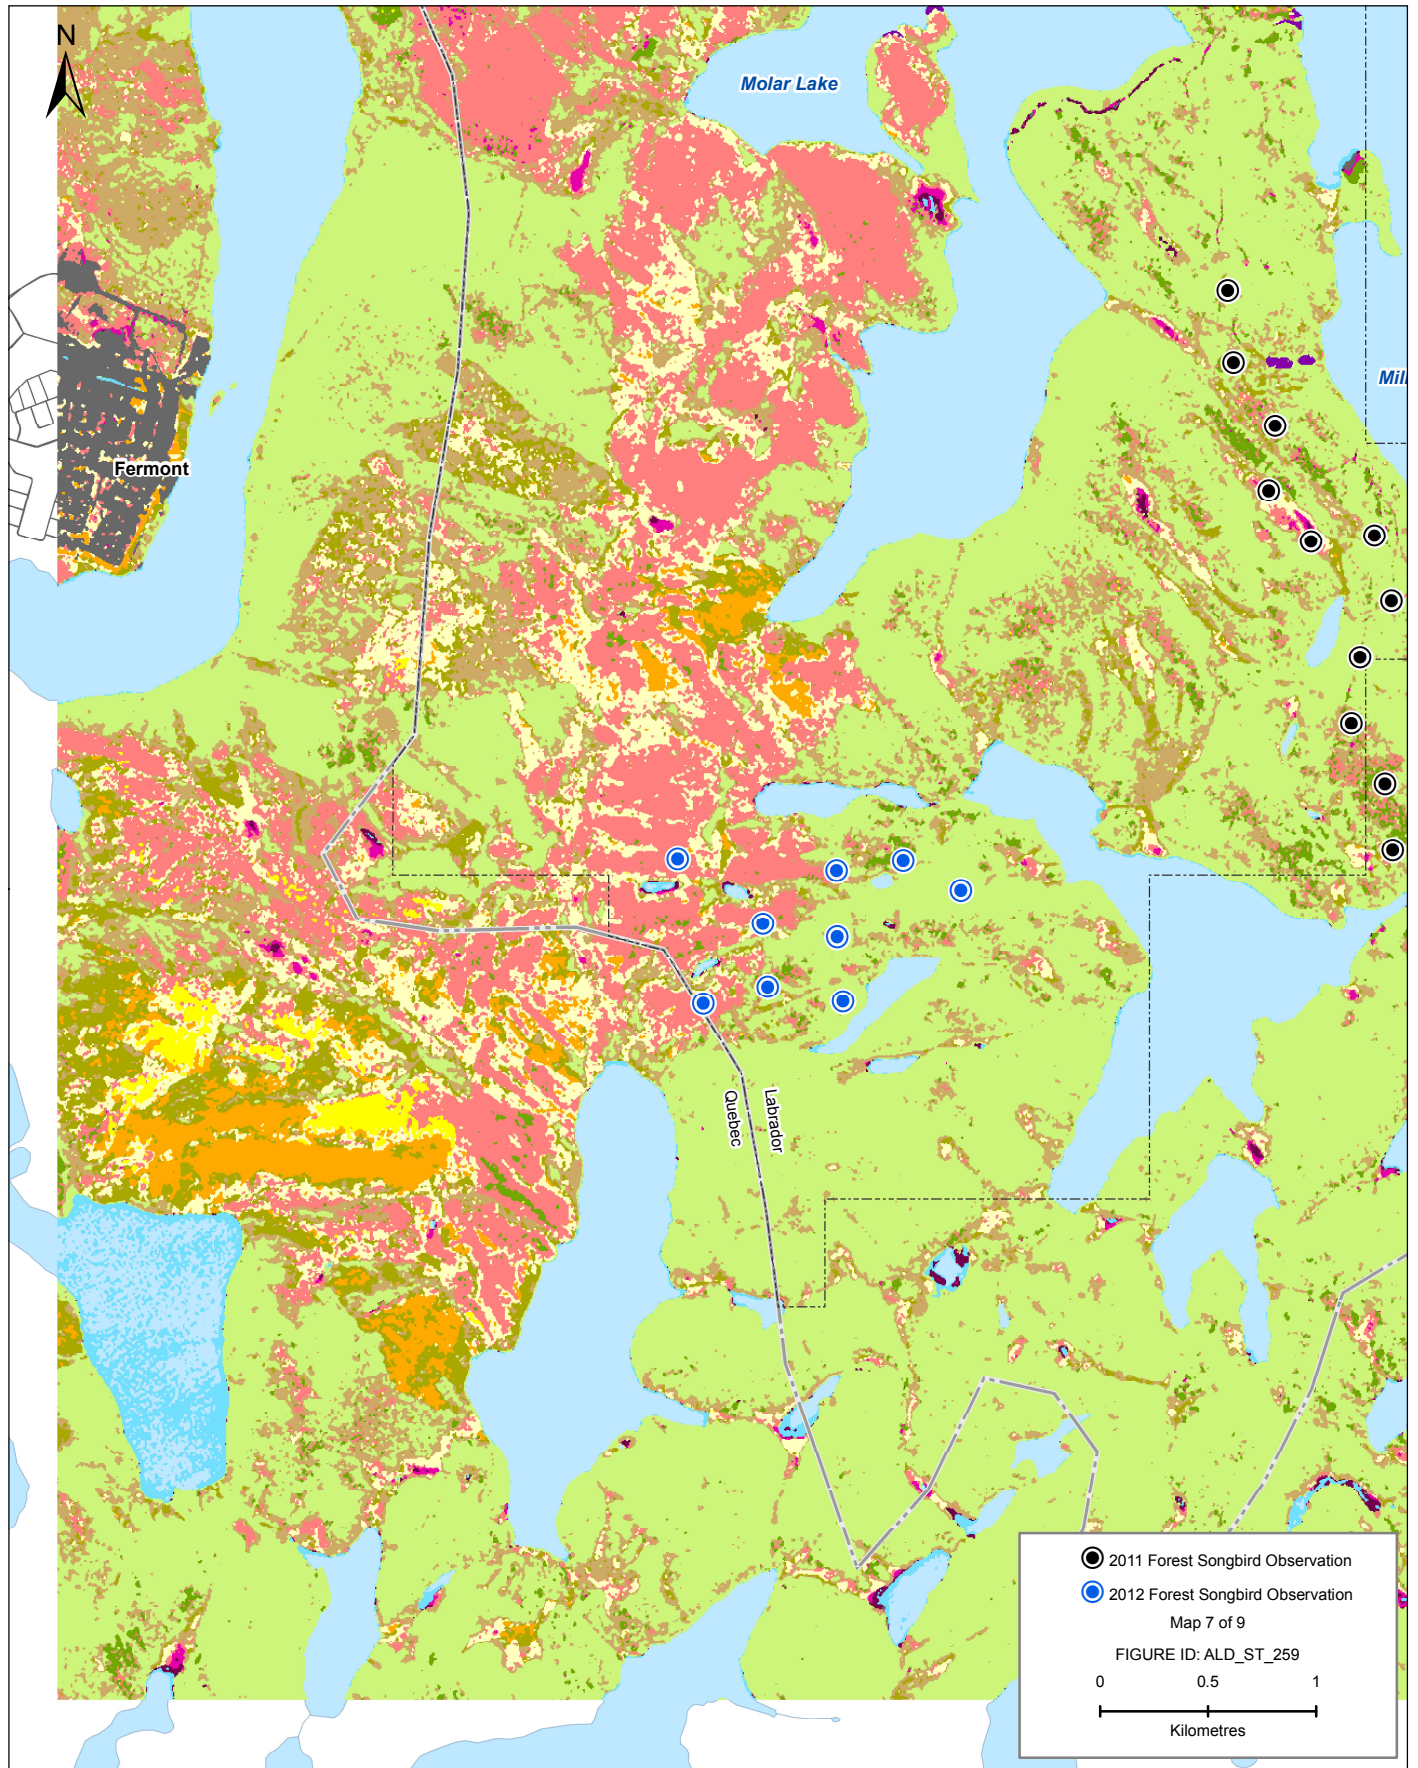 N
Molar Lake
Mill
Fermont
Labrador
Quebec
2011 Forest Songbird Observation
2012 Forest Songbird Observation
Map 7 of 9
FIGURE ID: ALD_ST_259
0 0.5 1
Kilometres